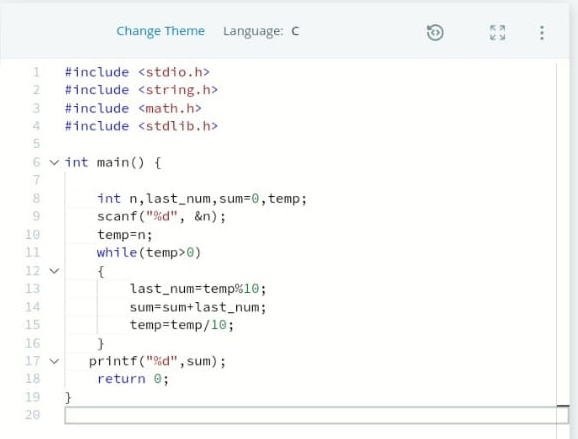 Change Theme Language: C
1 #include <stdio.h>
2 #include <string.h>
3 #include <math.h>
4 #include <stdlib.h>
5
6 int main() {
7
8 int n,last_num,sum=0,temp;
9 scanf("%d", &n);
10 temp=n;
11 while(temp>0)
12 {
13 last_num=temp%10;
14 sum=sum+last_num;
15 temp=temp/10;
16 }
17 printf("%d",sum);
18 return 0;
19 }
20